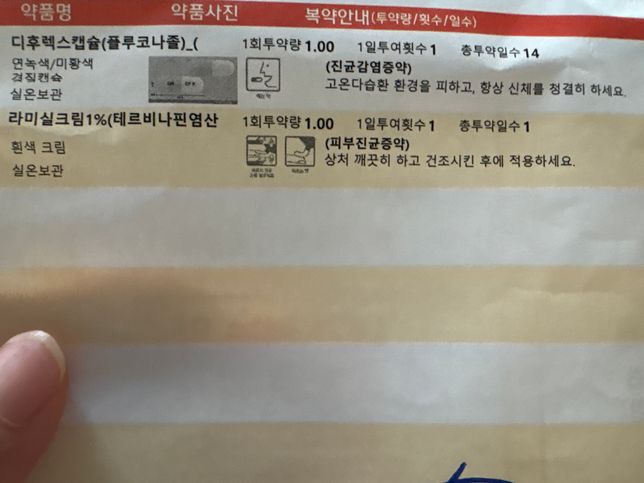 약품명 약품사진 복약안내(투약량/횟수/일수)
디후렉스캡슐(플루코나졸)_( 1회투약량 1.00 1일투여횟수 1 총투약일수 14
연녹색/미황색 (진균감염증약)
경질캡슐 고온다습환 환경을 피하고, 항상 신체를 청결히 하세요.
실온보관
라미실크림1%(테르비나핀염산 1회투약량 1.00 1일투여횟수 1 총투약일수 1
흰색 크림 (피부진균증약)
실온보관 상처 깨끗히 하고 건조시킨 후에 적용하세요.